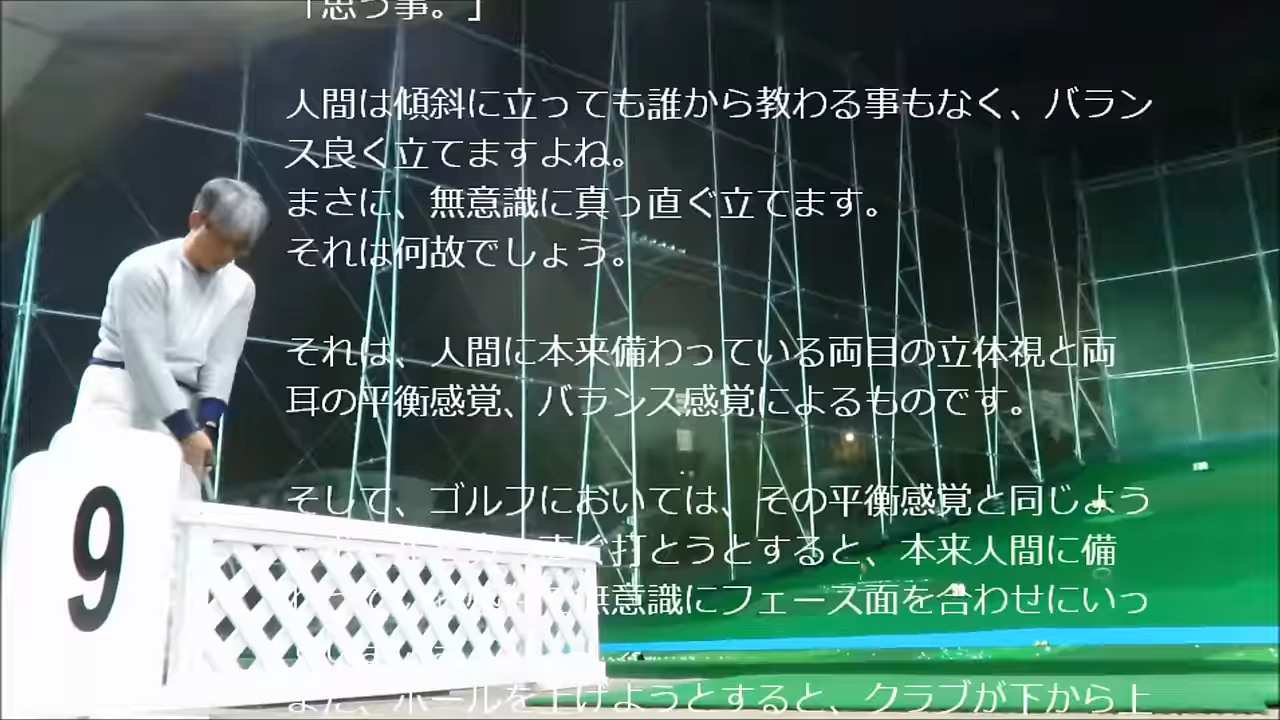 「思う事。」
人間は傾斜に立っても誰から教わる事もなく、バラン
ス良く立てますよね。
まさに、無意識に真っ直ぐ立てます。
それは何故でしょう。
それは、人間に本来備わっている両目の立体視と両
耳の平衡感覚、バランス感覚によるものです。
そして、ゴルフにおいては、その平衡感覚と同じよう
直ぐ打とうとすると、本来人間に備
無意識にフェース面を合わせにいっ
また、ボールを上げようとすると、クラブが下から上
9